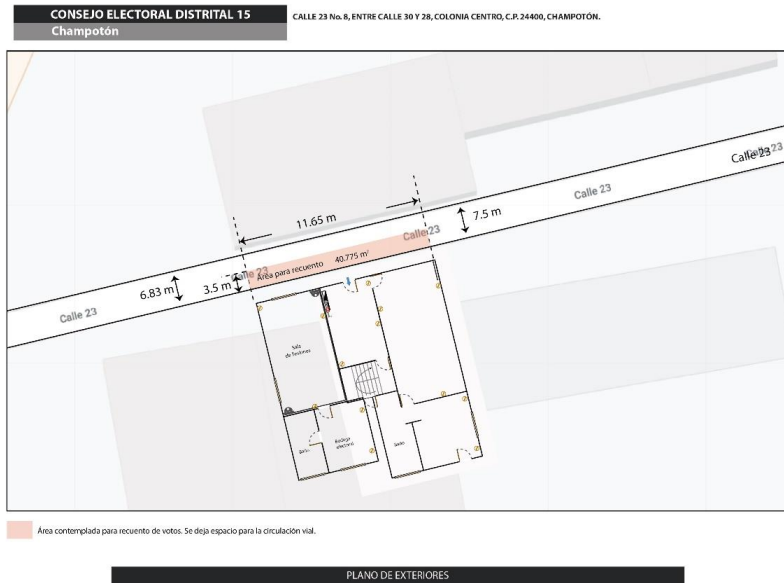 CONSEJO ELECTORAL DISTRITAL 15
Champotón
CALLE 23 No. 8, ENTRE CALLE 30 Y 28, COLONIA CENTRO, C.P. 24400, CHAMPOTÓN.
Calle 23
Calle 23
Calle 23
11.65 m
7.5 m
Calle 23
Calle 23
Área para recuento 40.775 m²
6.83 m
3.5 m
Calle 23
Sala
de Sesiones
Baño
Bodega
electoral
Baño
Área contemplada para recuento de votos. Se deja espacio para la circulación vial.
PLANO DE EXTERIORES